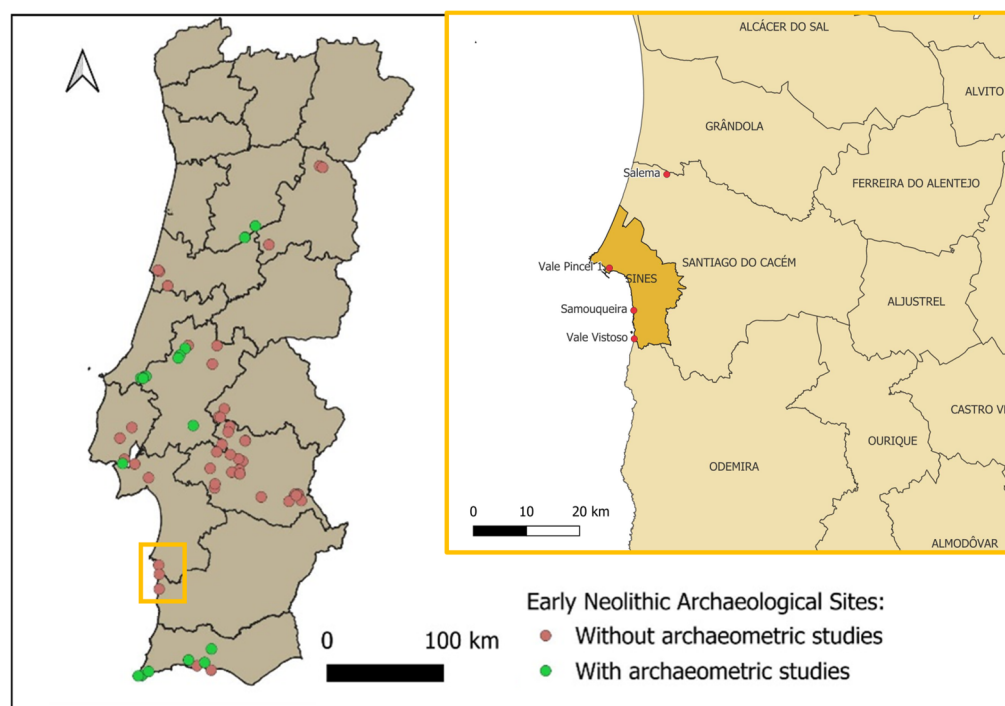 ALCÁCER DO SAL
ALVITO
GRÂNDOLA
Salema
FERREIRA DO ALENTEJO
Vale Pincel 1
SINES
SANTIAGO DO CACÉM
ALJUSTREL
Samouqueira
Vale Vistoso
CASTRO VE
OURIQUE
ODEMIRA
0 10 20 km
ALMODÔVAR
Early Neolithic Archaeological Sites:
Without archaeometric studies
With archaeometric studies
0 100 km